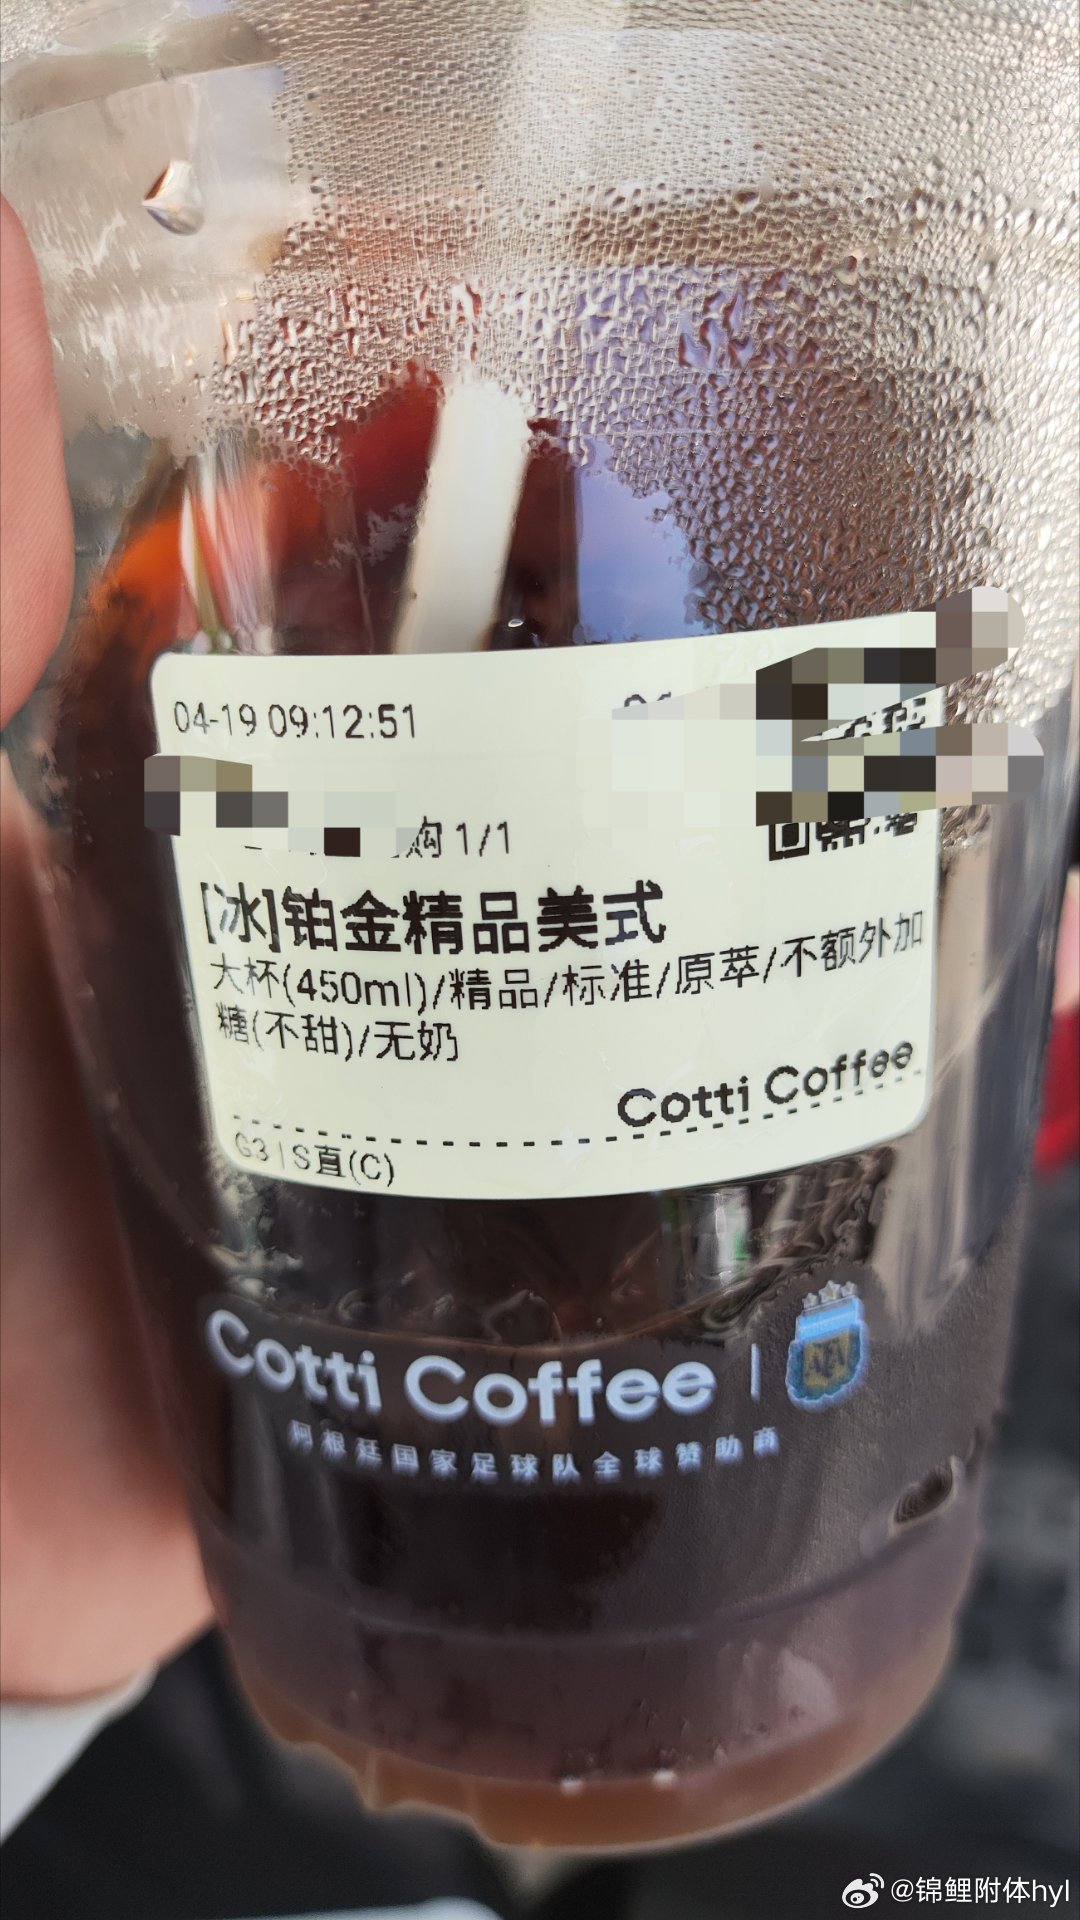 04-19 09:12:51
购 1/1
[冰]铂金精品美式
大杯(450ml)/精品/标准/原萃/不额外加
糖(不甜)/无奶
Cotti Coffee
G3|S直(C)
Cotti Coffee | AFA
阿根廷国家足球队全球赞助商
@锦鲤附体hyl